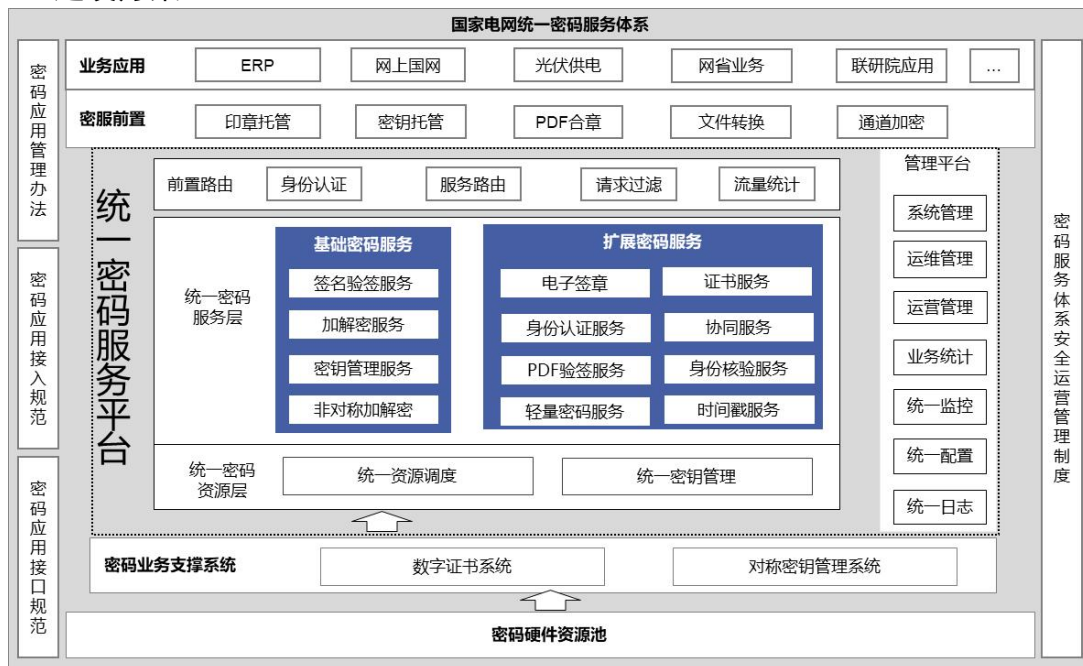 国家电网统一密码服务体系
密码应用管理办法
密码应用接入规范
密码应用接口规范
业务应用
ERP
网上国网
光伏供电
网省业务
联研院应用
...
密服前置
印章托管
密钥托管
PDF合章
文件转换
通道加密
统一密码服务平台
前置路由
身份认证
服务路由
请求过滤
流量统计
统一密码
服务层
基础密码服务
签名验签服务
加解密服务
密钥管理服务
非对称加解密
扩展密码服务
电子签章
证书服务
身份认证服务
协同服务
PDF验签服务
身份核验服务
轻量密码服务
时间戳服务
统一密码
资源层
统一资源调度
统一密钥管理
管理平台
系统管理
运维管理
运营管理
业务统计
统一监控
统一配置
统一日志
密码业务支撑系统
数字证书系统
对称密钥管理系统
密码硬件资源池
密码服务体系安全运营管理制度